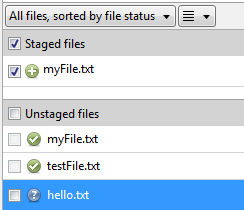 All files, sorted by file status
Staged files
myFile.txt
Unstaged files
myFile.txt
testFile.txt
hello.txt